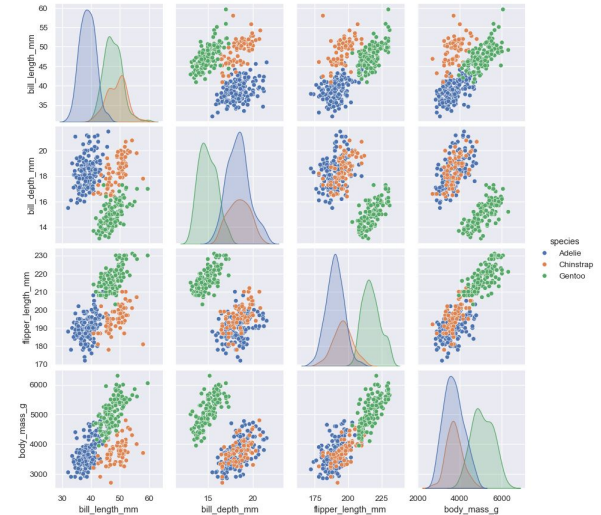 60
55
50
45
40
35
bill_length_mm
20
18
16
14
bill_depth_mm
230
220
210
200
190
180
170
flipper_length_mm
6000
5000
4000
3000
body_mass_g
30 40 50 60
bill_length_mm
15 20
bill_depth_mm
175 200 225
flipper_length_mm
2000 4000 6000
body_mass_g
species
Adelie
Chinstrap
Gentoo